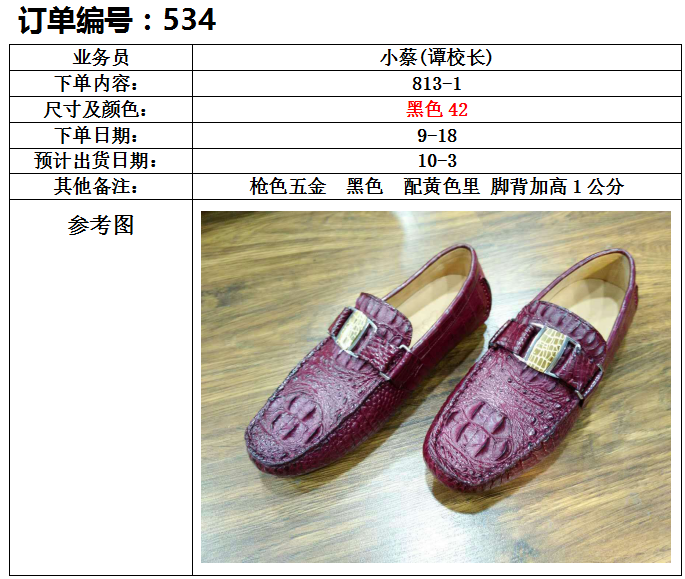 订单编号：534
业务员 小蔡(谭校长)
下单内容： 813-1
尺寸及颜色： 黑色 42
下单日期： 9-18
预计出货日期： 10-3
其他备注： 枪色五金 黑色 配黄色里 脚背加高1公分
参考图